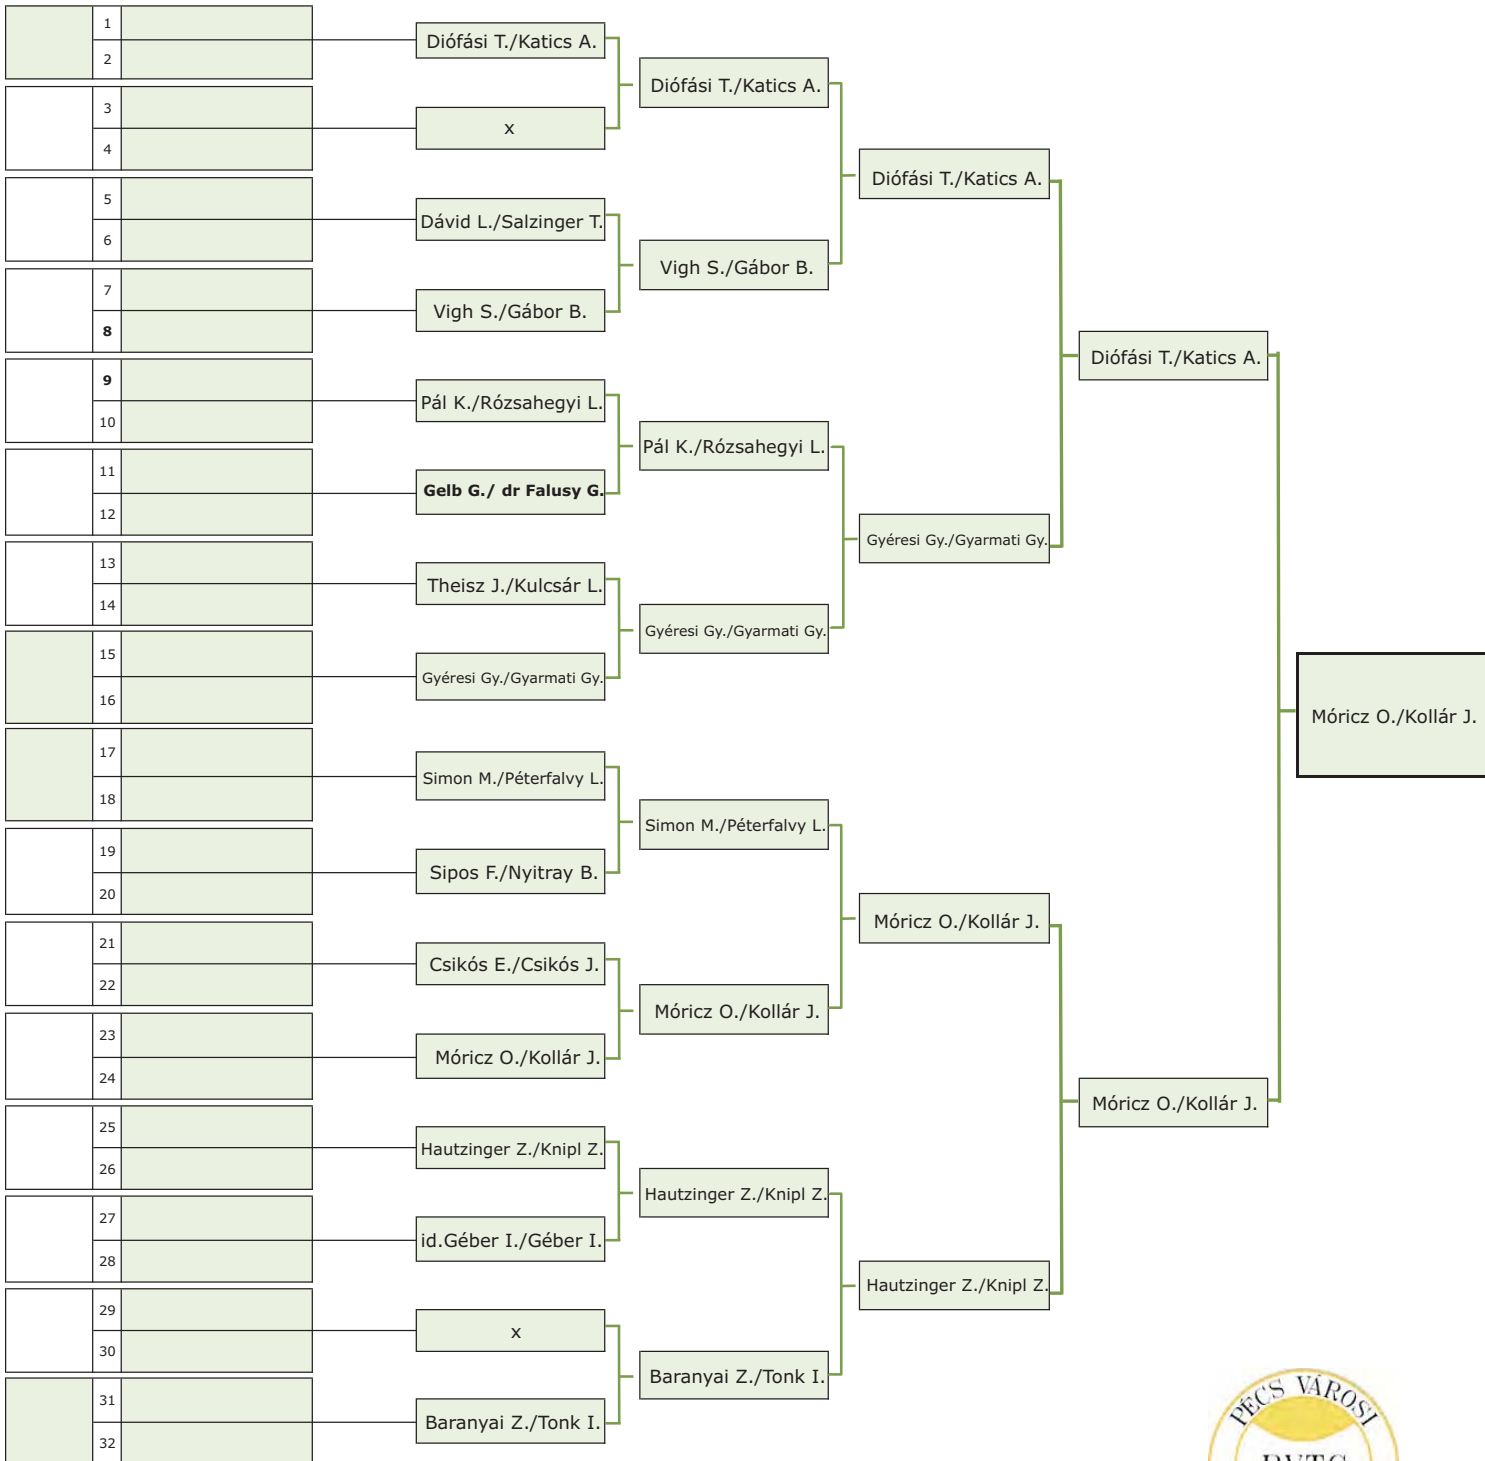 1
2
3
4
5
6
7
8
9
10
11
12
13
14
15
16
17
18
19
20
21
22
23
24
25
26
27
28
29
30
31
32
Diófási T./Katics A.
x
Dávid L./Salzinger T.
Vigh S./Gábor B.
Pál K./Rózsahegyi L.
Gelb G./ dr Falusy G.
Theisz J./Kulcsár L.
Gyéresi Gy./Gyarmati Gy.
Simon M./Péterfalvy L.
Sipos F./Nyitray B.
Csikós E./Csikós J.
Móricz O./Kollár J.
Hautzinger Z./Knipl Z.
id.Géber I./Géber I.
x
Baranyai Z./Tonk I.
Diófási T./Katics A.
Vigh S./Gábor B.
Pál K./Rózsahegyi L.
Gyéresi Gy./Gyarmati Gy.
Simon M./Péterfalvy L.
Móricz O./Kollár J.
Hautzinger Z./Knipl Z.
Baranyai Z./Tonk I.
Diófási T./Katics A.
Gyéresi Gy./Gyarmati Gy.
Móricz O./Kollár J.
Hautzinger Z./Knipl Z.
Diófási T./Katics A.
Móricz O./Kollár J.
Móricz O./Kollár J.
PÉCS VÁROSI